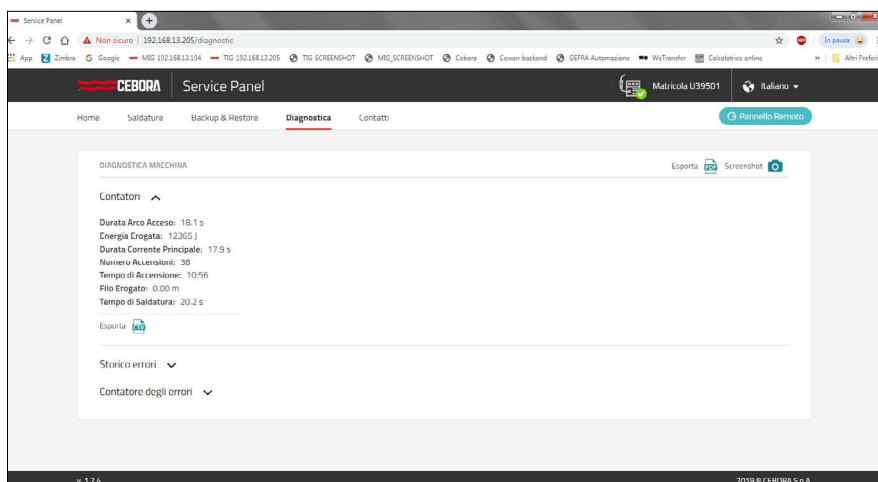 Service Panel
Non sicuro | 192.168.13.205/diagnostic
In pausa
App Zimbra Google MIG 192.168.13.194 TIG 192.168.13.205 TIG SCREENSHOT MIG_SCREENSHOT Cebora Cewarr backend GEFRA Automazione WeTransfer Calcolatrice online » Altri Preferi
CEBORA Service Panel Matricola U39501 Italiano
Home Saldature Backup & Restore Diagnostica Contatti Pannello Remoto
DIAGNOSTICA MACCHINA Esporta PDF Screenshot
Contatori
Durata Arco Acceso: 18.1 s
Energia Erogata: 12365 J
Durata Corrente Principale: 17.9 s
Numero Accensioni: 38
Tempo di Accensione: 10:56
Filo Erogato: 0.00 m
Tempo di Saldatura: 20.2 s
Esporta CSV
Storico errori
Contatore degli errori
v. 1.2.4 2019 © CEBORA S.p.A.